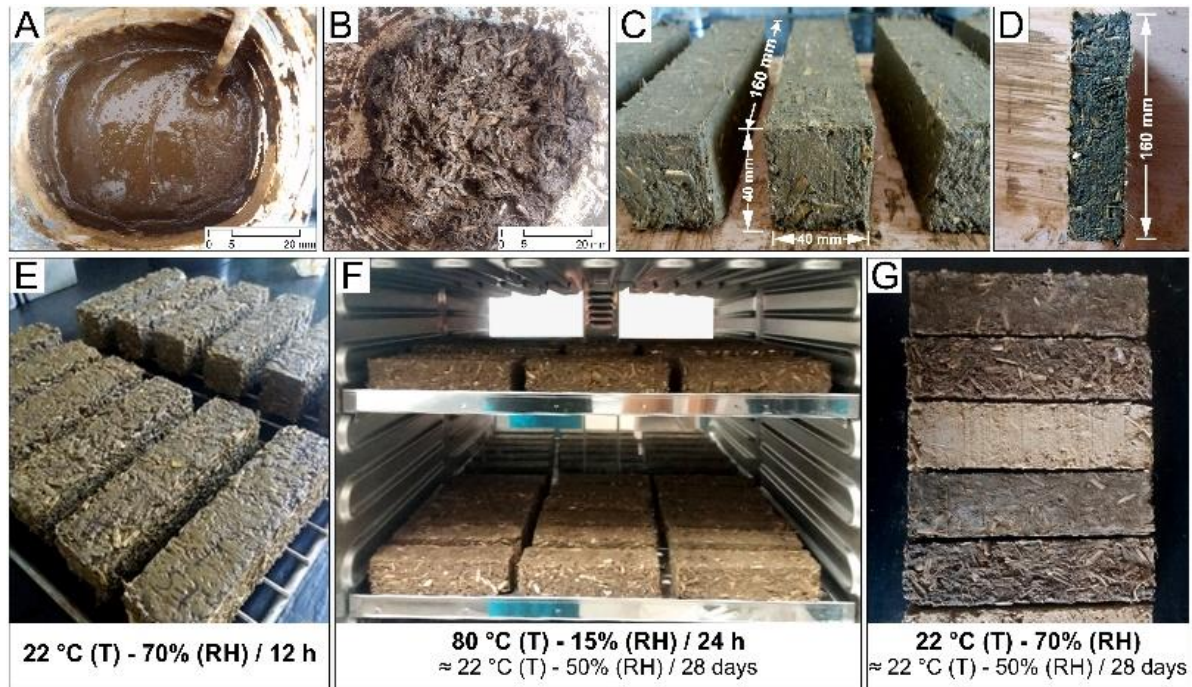 A
0 5 20 mm
B
0 5 20 mm
C
160 mm
40 mm
40 mm
D
160 mm
E
22 °C (T) - 70% (RH) / 12 h
F
80 °C (T) - 15% (RH) / 24 h
≈ 22 °C (T) - 50% (RH) / 28 days
G
22 °C (T) - 70% (RH)
≈ 22 °C (T) - 50% (RH) / 28 days